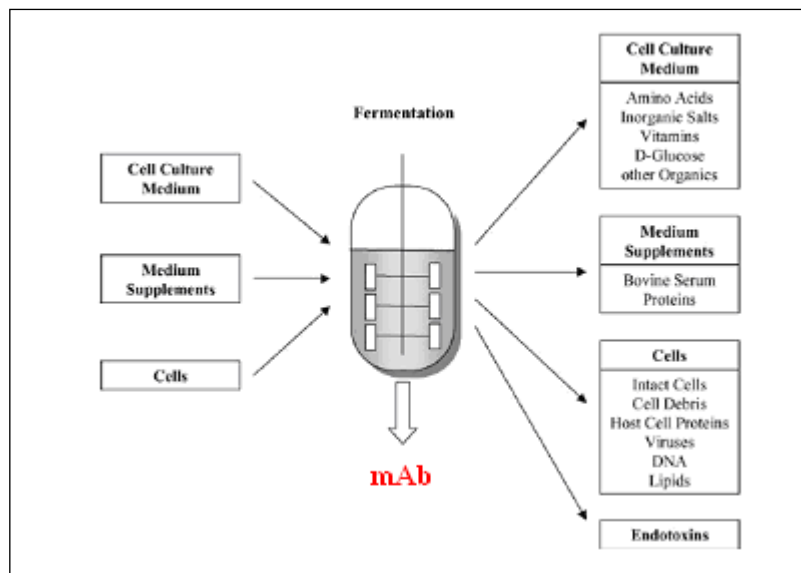 Fermentation
Cell Culture
Medium
Medium
Supplements
Cells
mAb
Cell Culture
Medium
Amino Acids
Inorganic Salts
Vitamins
D-Glucose
other Organics
Medium
Supplements
Bovine Serum
Proteins
Cells
Intact Cells
Cell Debris
Host Cell Proteins
Viruses
DNA
Lipids
Endotoxins